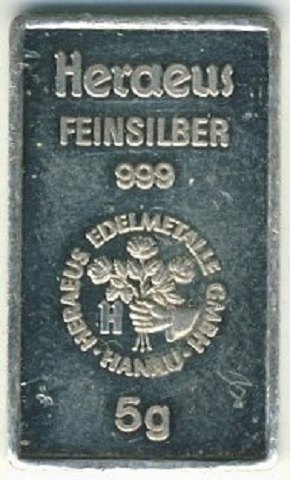 Heraeus
FEINSILBER
999
HERAEUS EDELMETALLE GMBH · HANAU ·
H
5g